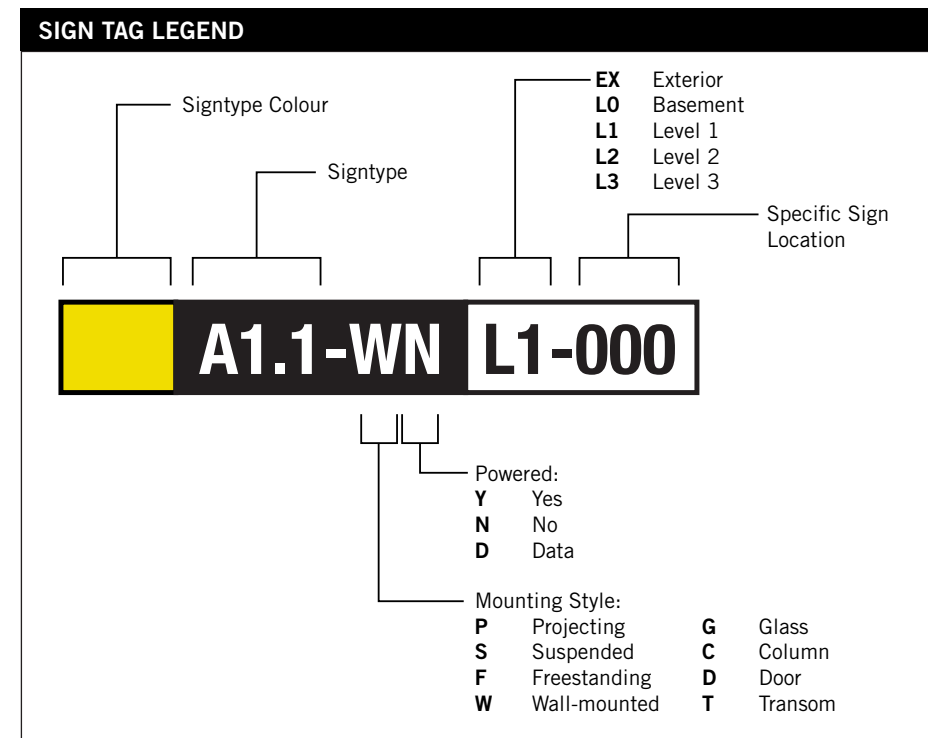 SIGN TAG LEGEND
EX Exterior
L0 Basement
L1 Level 1
L2 Level 2
L3 Level 3
Signtype Colour
Signtype
Specific Sign
Location
A1.1-WN L1-000
Powered:
Y Yes
N No
D Data
Mounting Style:
P Projecting G Glass
S Suspended C Column
F Freestanding D Door
W Wall-mounted T Transom